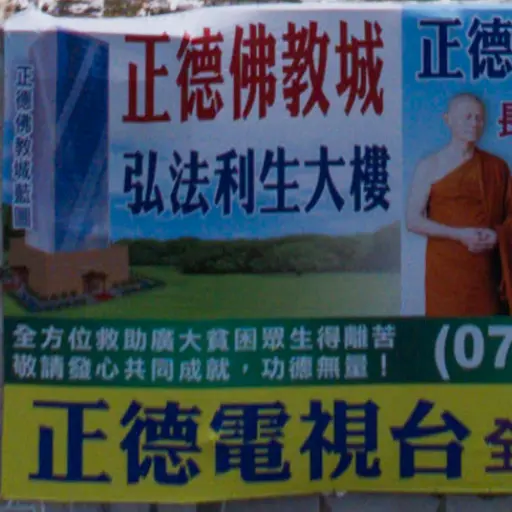 正德佛教城
弘法利生大樓
正德佛教城藍圖
正德
長
全方位救助廣大貧困眾生得離苦
敬請發心共同成就，功德無量！
(07
正德電視台
全